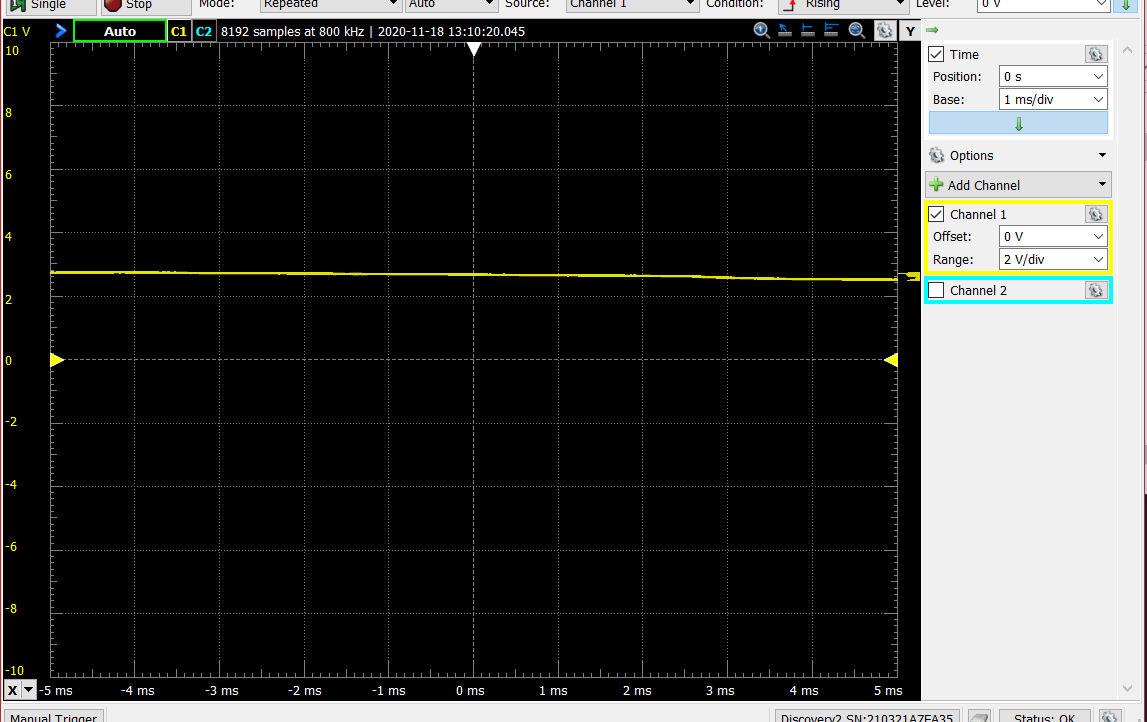 Single Stop Mode: Repeated Auto Source: Channel 1 Condition: Rising Level: 0 V
C1 V Auto C1 C2 8192 samples at 800 kHz | 2020-11-18 13:10:20.045 Y
10
8
6
4
2
0
-2
-4
-6
-8
-10
X -5 ms -4 ms -3 ms -2 ms -1 ms 0 ms 1 ms 2 ms 3 ms 4 ms 5 ms
Time
Position: 0 s
Base: 1 ms/div
Options
Add Channel
Channel 1
Offset: 0 V
Range: 2 V/div
Channel 2
Manual Trigger Discovery2 SN:210321A7EA35 Status: OK